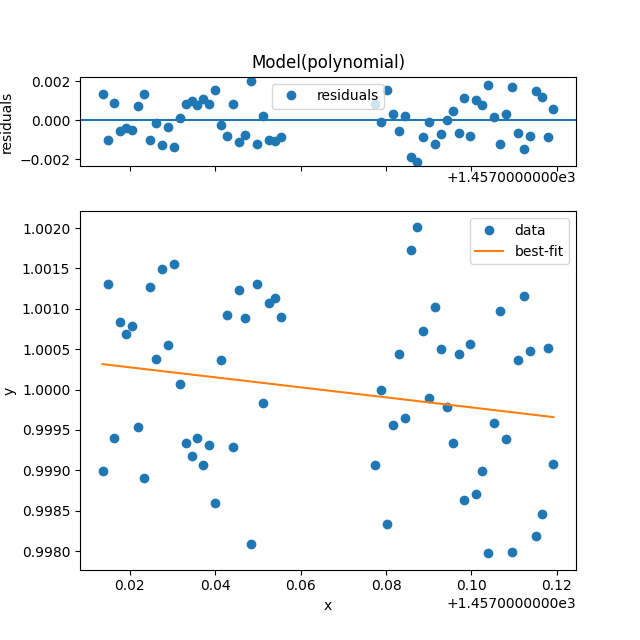 Model(polynomial)
residuals
0.002
0.000
−0.002
residuals
+1.4570000000e3
y
1.0020
1.0015
1.0010
1.0005
1.0000
0.9995
0.9990
0.9985
0.9980
data
best-fit
0.02 0.04 0.06 0.08 0.10 0.12
x
+1.4570000000e3